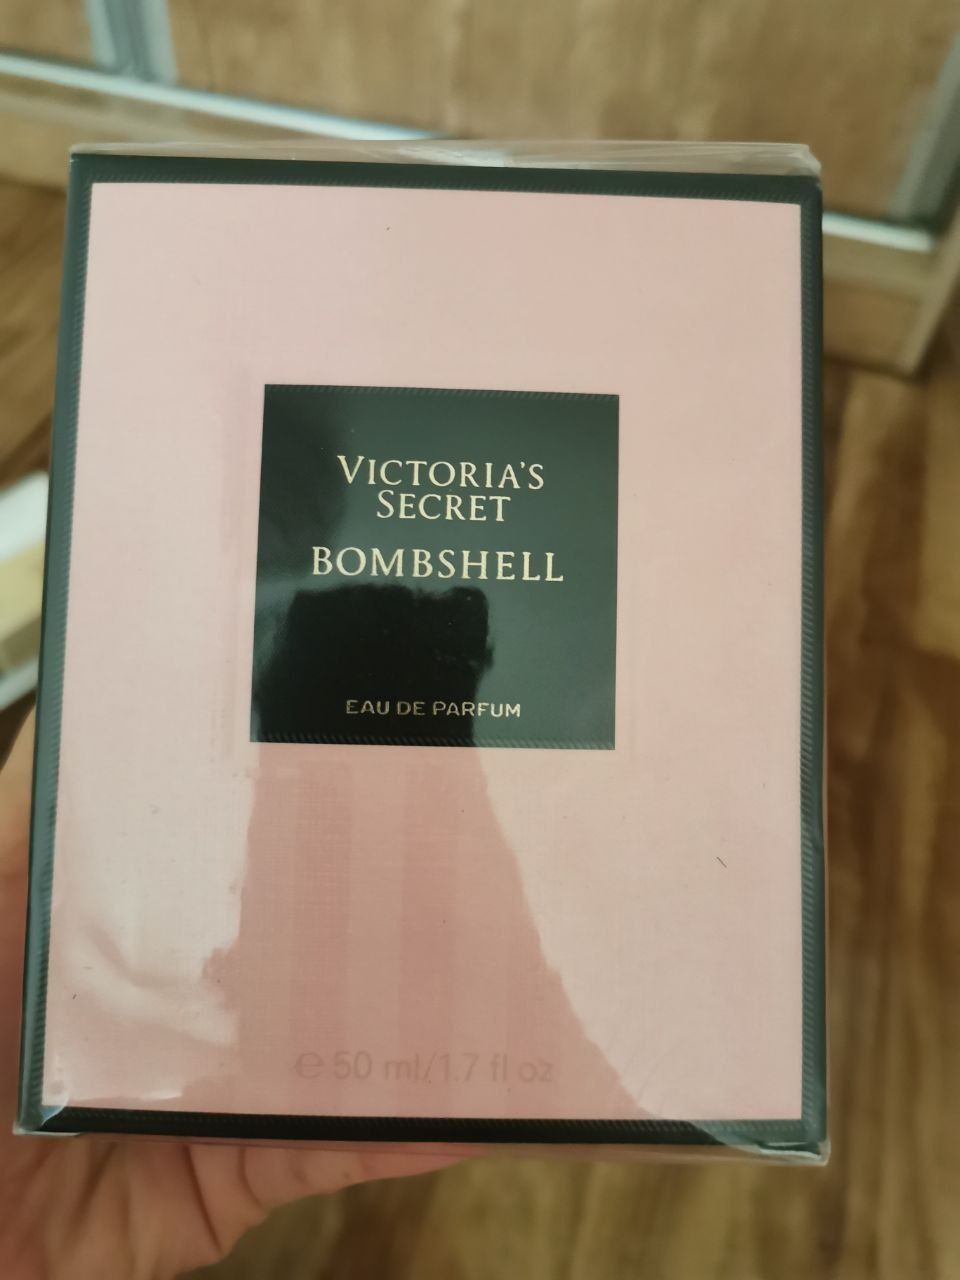 VICTORIA'S
SECRET
BOMBSHELL
EAU DE PARFUM
℮ 50 ml/1.7 fl oz